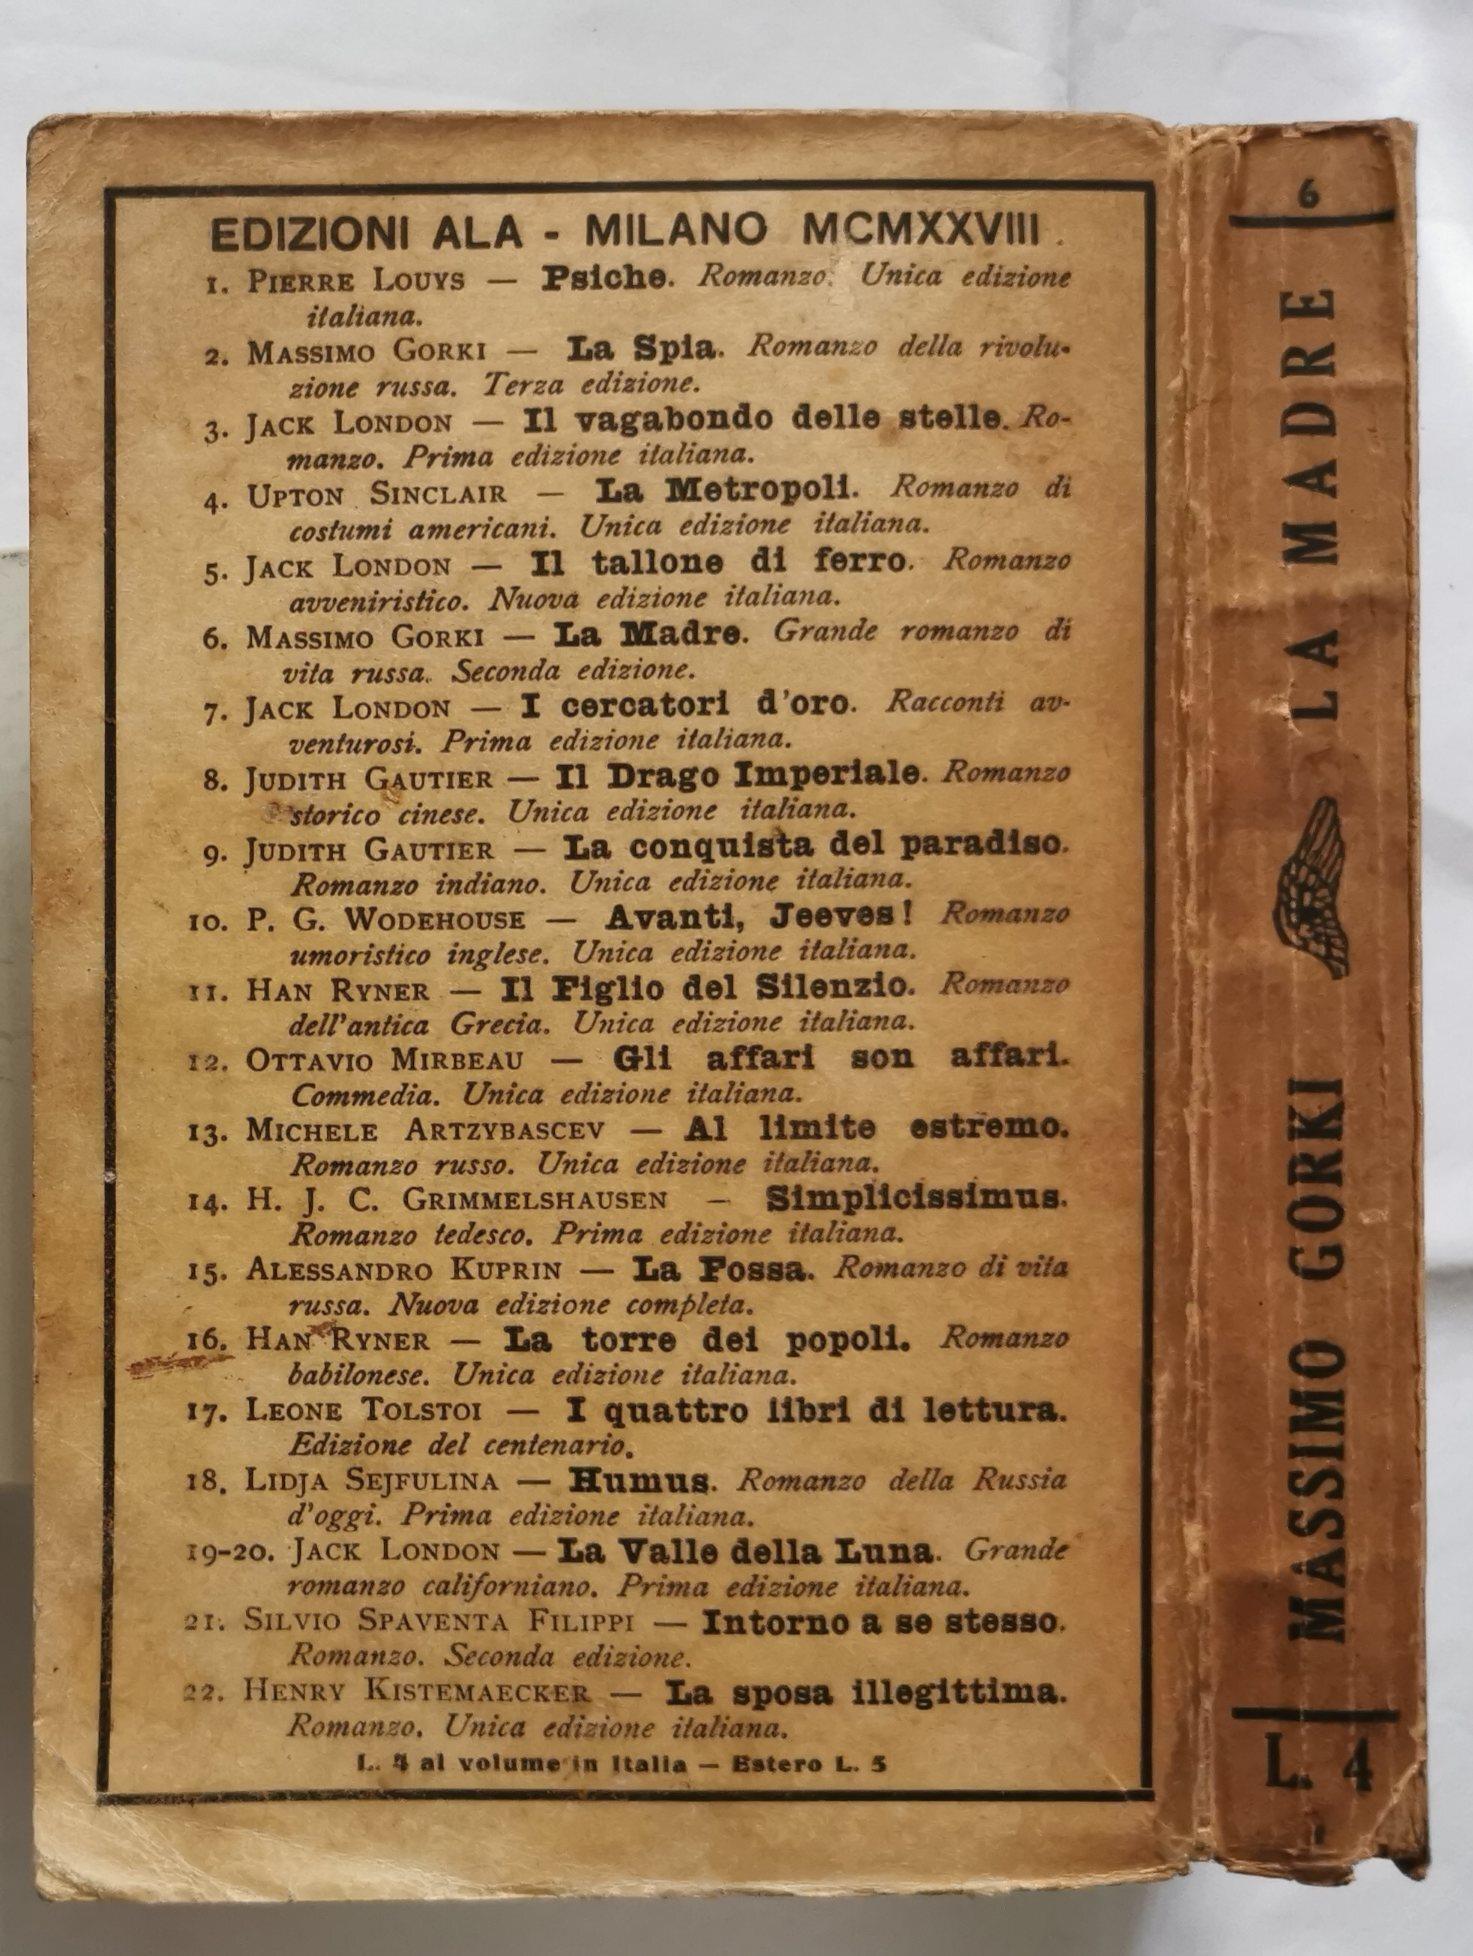 EDIZIONI ALA - MILANO MCMXXVIII.
1. PIERRE LOUYS — Psiche. Romanzo. Unica edizione
italiana.
2. MASSIMO GORKI — La Spia. Romanzo della rivolu-
zione russa. Terza edizione.
3. JACK LONDON — Il vagabondo delle stelle. Ro-
manzo. Prima edizione italiana.
4. UPTON SINCLAIR — La Metropoli. Romanzo di
costumi americani. Unica edizione italiana.
5. JACK LONDON — Il tallone di ferro. Romanzo
avveniristico. Nuova edizione italiana.
6. MASSIMO GORKI — La Madre. Grande romanzo di
vita russa. Seconda edizione.
7. JACK LONDON — I cercatori d'oro. Racconti av-
venturosi. Prima edizione italiana.
8. JUDITH GAUTIER — Il Drago Imperiale. Romanzo
storico cinese. Unica edizione italiana.
9. JUDITH GAUTIER — La conquista del paradiso.
Romanzo indiano. Unica edizione italiana.
10. P. G. WODEHOUSE — Avanti, Jeeves! Romanzo
umoristico inglese. Unica edizione italiana.
11. HAN RYNER — Il Figlio del Silenzio. Romanzo
dell'antica Grecia. Unica edizione italiana.
12. OTTAVIO MIRBEAU — Gli affari son affari.
Commedia. Unica edizione italiana.
13. MICHELE ARTZYBASCEV — Al limite estremo.
Romanzo russo. Unica edizione italiana.
14. H. J. C. GRIMMELSHAUSEN — Simplicissimus.
Romanzo tedesco. Prima edizione italiana.
15. ALESSANDRO KUPRIN — La Fossa. Romanzo di vita
russa. Nuova edizione completa.
16. HAN RYNER — La torre dei popoli. Romanzo
babilonese. Unica edizione italiana.
17. LEONE TOLSTOI — I quattro libri di lettura.
Edizione del centenario.
18. LIDJA SEJFULINA — Humus. Romanzo della Russia
d'oggi. Prima edizione italiana.
19-20. JACK LONDON — La Valle della Luna. Grande
romanzo californiano. Prima edizione italiana.
21. SILVIO SPAVENTA FILIPPI — Intorno a se stesso.
Romanzo. Seconda edizione.
22. HENRY KISTEMAECKER — La sposa illegittima.
Romanzo. Unica edizione italiana.
L. 4 al volume in Italia — Estero L. 5
6
MASSIMO GORKI LA MADRE
L. 4